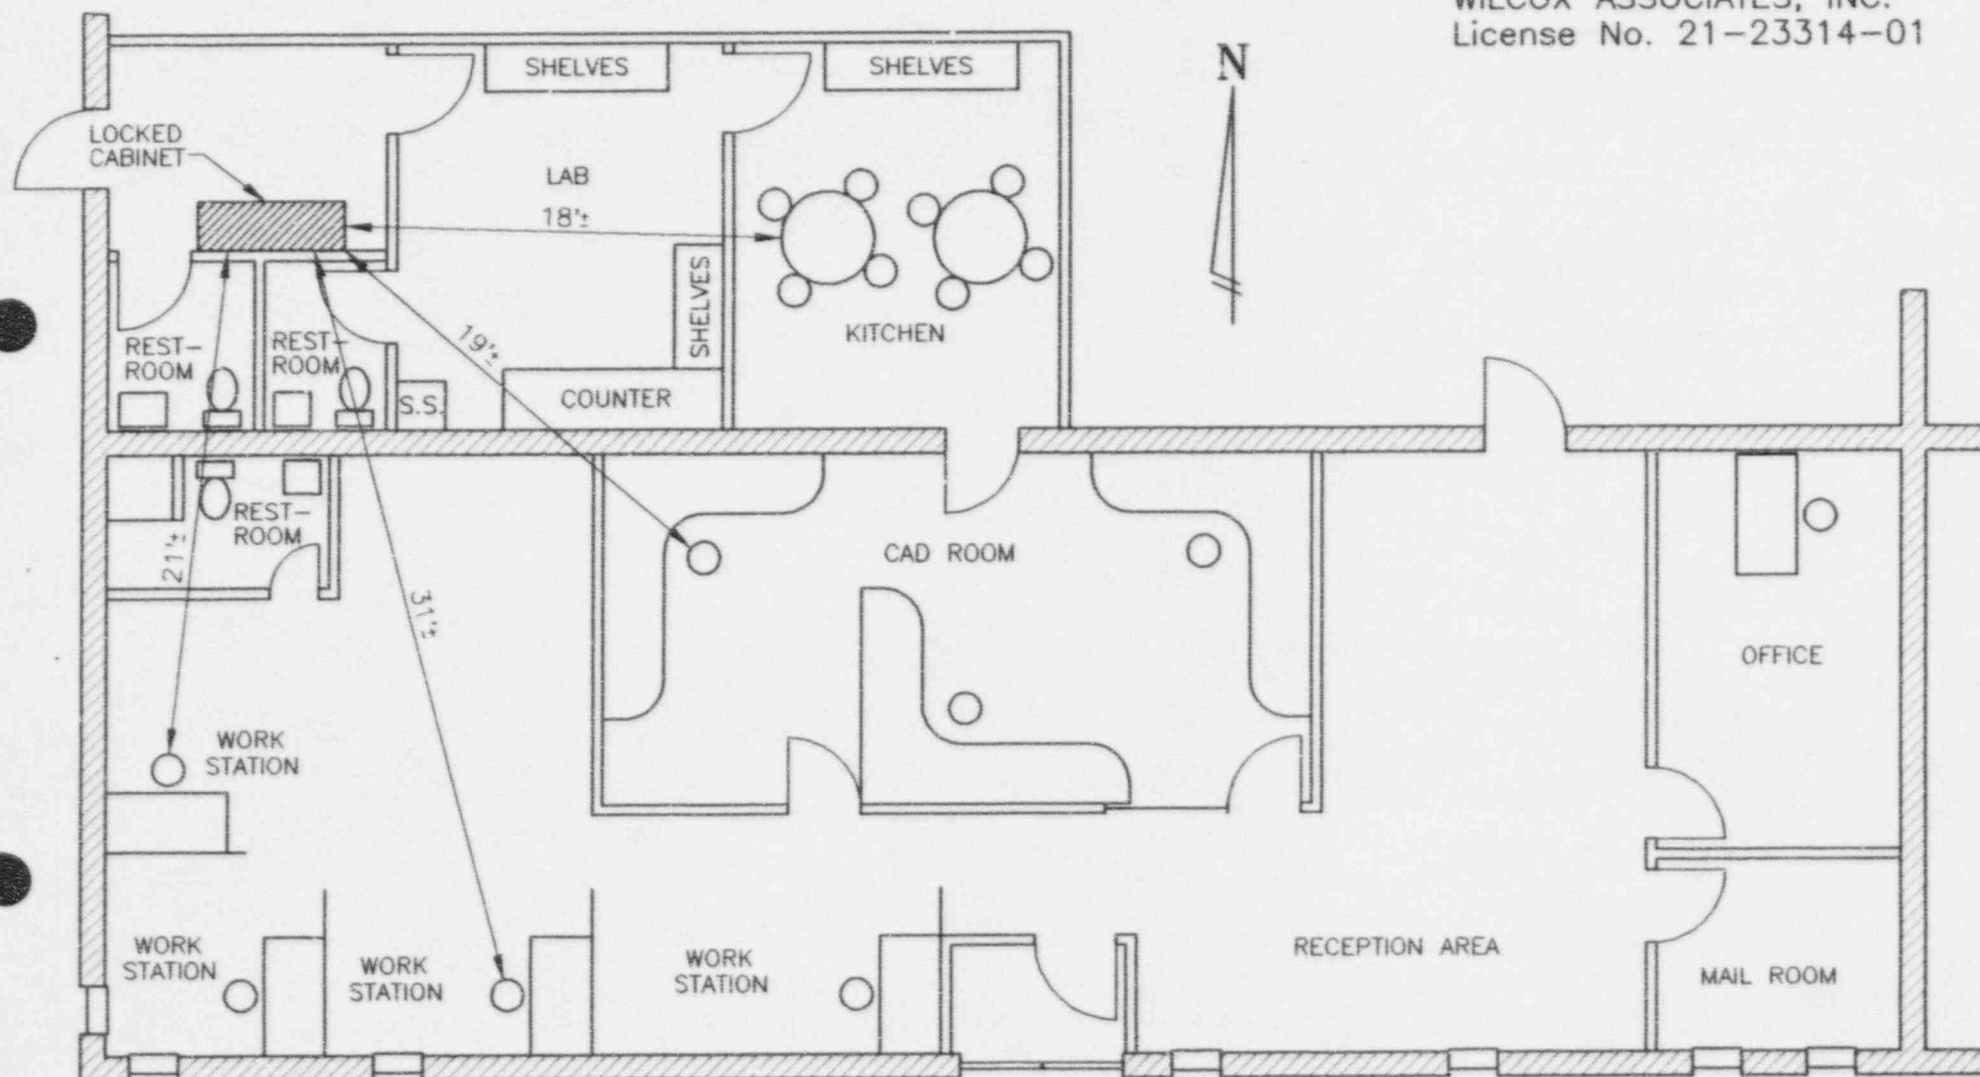 WILCOX ASSOCIATES, INC.
License No. 21-23314-01
N
SHELVES
SHELVES
LOCKED
CABINET
LAB
18'±
SHELVES
KITCHEN
19'±
REST-
ROOM
REST-
ROOM
S.S.
COUNTER
REST-
ROOM
21'±
CAD ROOM
31'±
OFFICE
WORK
STATION
WORK
STATION
WORK
STATION
WORK
STATION
RECEPTION AREA
MAIL ROOM